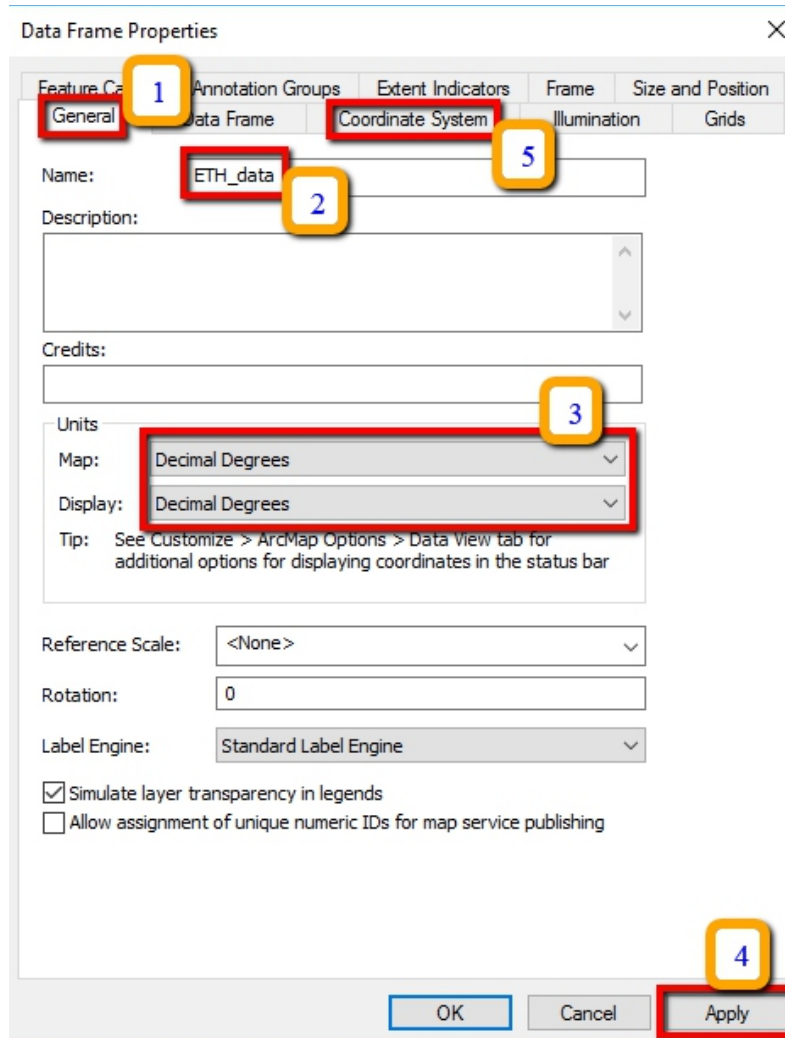 Data Frame Properties
Feature Ca 1 Annotation Groups Extent Indicators Frame Size and Position
General Data Frame Coordinate System Illumination Grids
5
Name: ETH_data
2
Description:
Credits:
3
Units
Map: Decimal Degrees
Display: Decimal Degrees
Tip: See Customize > ArcMap Options > Data View tab for
additional options for displaying coordinates in the status bar
Reference Scale: <None>
Rotation: 0
Label Engine: Standard Label Engine
Simulate layer transparency in legends
Allow assignment of unique numeric IDs for map service publishing
4
OK Cancel Apply